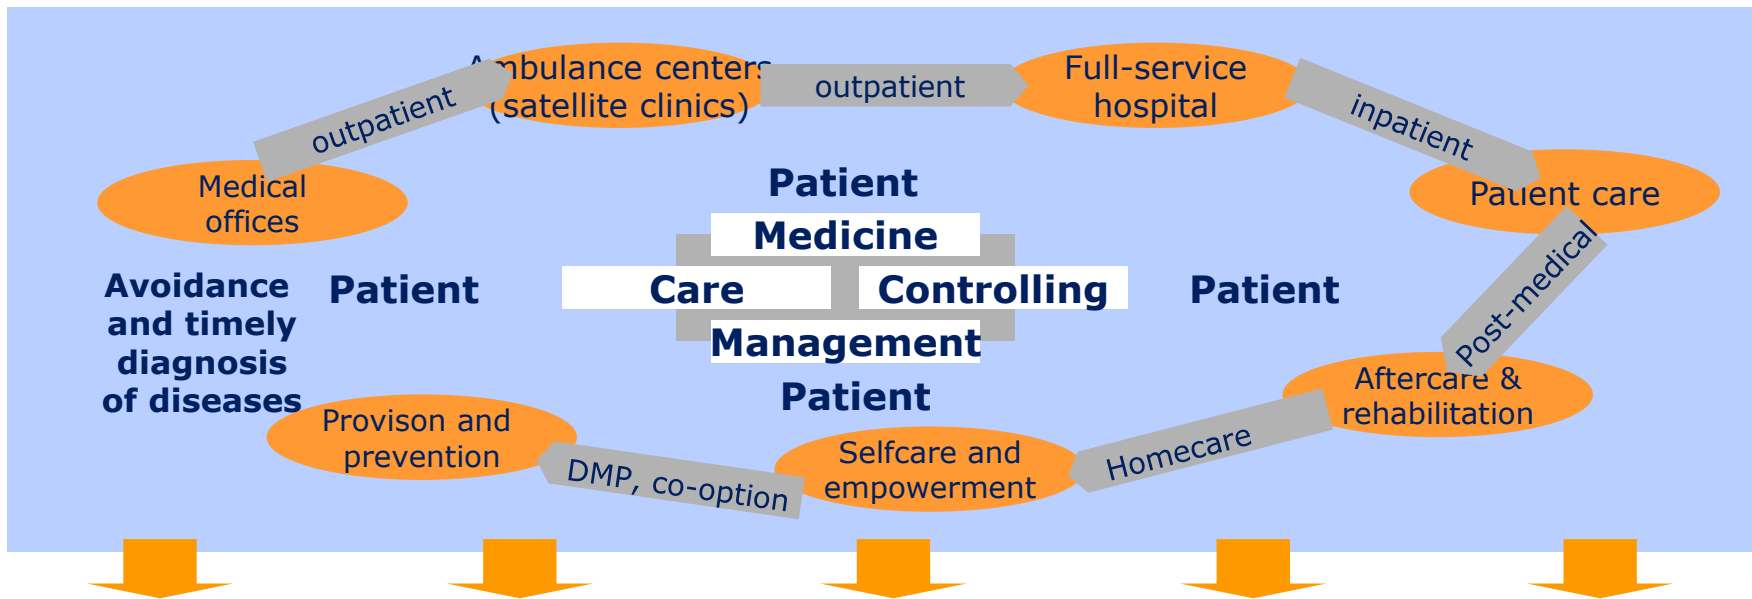 Ambulance centers
(satellite clinics)
outpatient
Full-service
hospital
outpatient
inpatient
Medical
offices
Patient
Patient care
Medicine
Post-medical
Avoidance
and timely
diagnosis
of diseases
Patient
Care
Controlling
Patient
Management
Patient
Aftercare &
rehabilitation
Provison and
prevention
Homecare
Selfcare and
empowerment
DMP, co-option